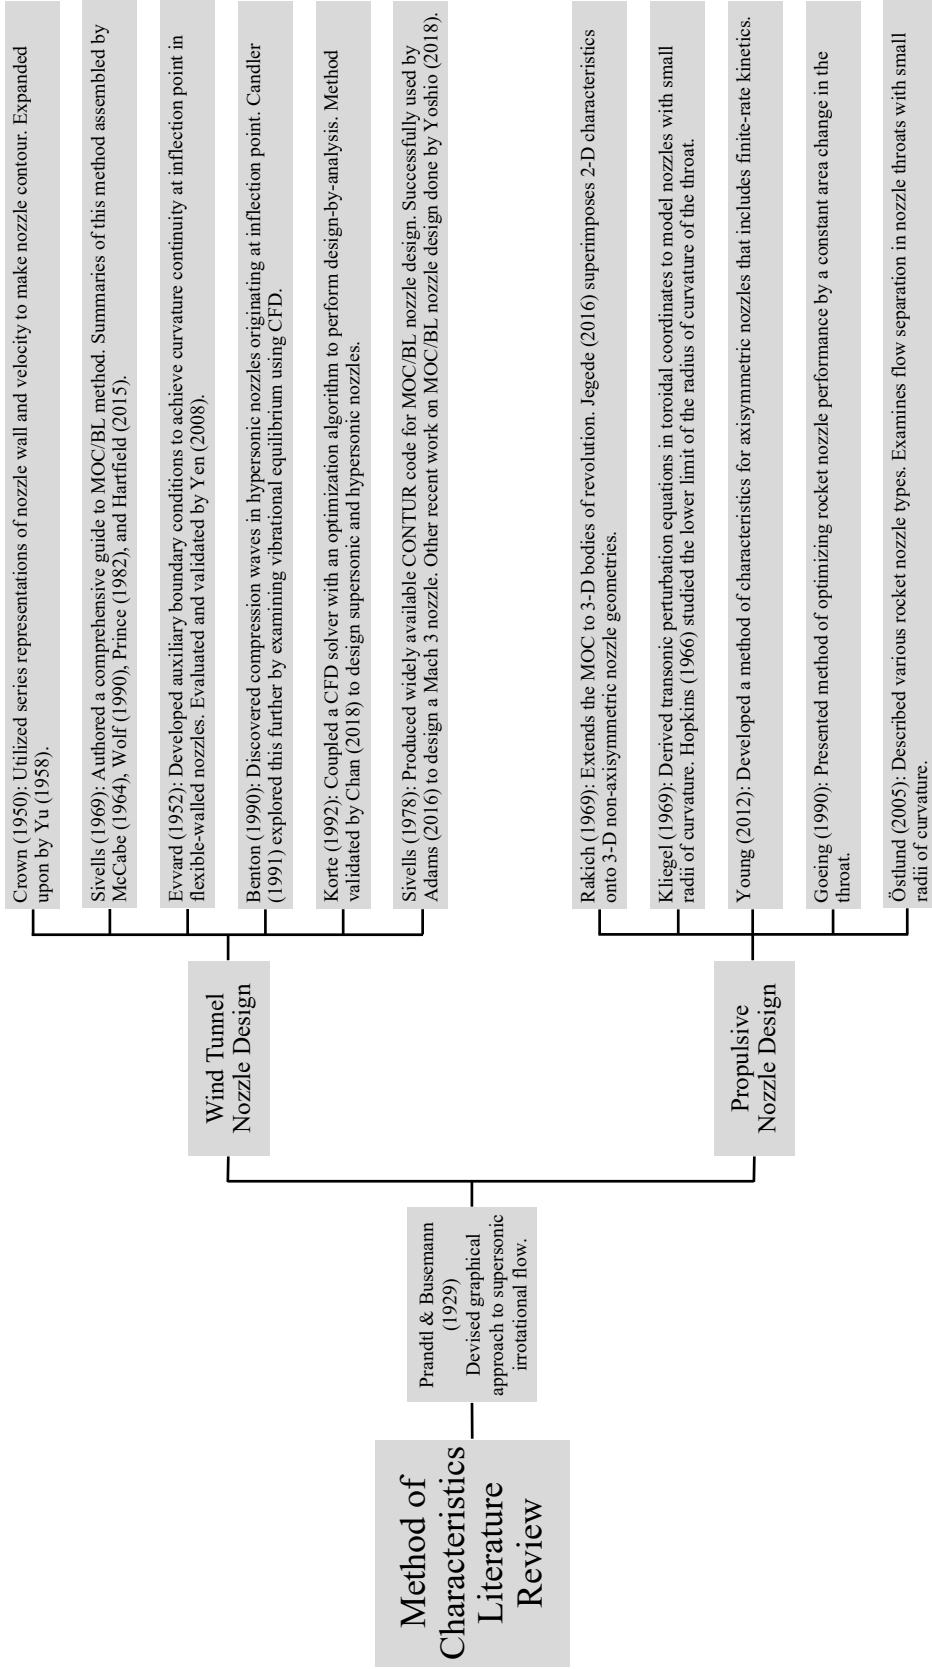 Method of
Characteristics
Literature
Review
Prandtl & Busemann
(1929)
Devised graphical
approach to supersonic
irrotational flow.
Wind Tunnel
Nozzle Design
Crown (1950): Utilized series representations of nozzle wall and velocity to make nozzle contour. Expanded
upon by Yu (1958).
Sivells (1969): Authored a comprehensive guide to MOC/BL method. Summaries of this method assembled by
McCabe (1964), Wolf (1990), Prince (1982), and Hartfield (2015).
Evvard (1952): Developed auxiliary boundary conditions to achieve curvature continuity at inflection point in
flexible-walled nozzles. Evaluated and validated by Yen (2008).
Benton (1990): Discovered compression waves in hypersonic nozzles originating at inflection point. Candler
(1991) explored this further by examining vibrational equilibrium using CFD.
Korte (1992): Coupled a CFD solver with an optimization algorithm to perform design-by-analysis. Method
validated by Chan (2018) to design supersonic and hypersonic nozzles.
Sivells (1978): Produced widely available CONTUR code for MOC/BL nozzle design. Successfully used by
Adams (2016) to design a Mach 3 nozzle. Other recent work on MOC/BL nozzle design done by Yoshio (2018).
Propulsive
Nozzle Design
Rakich (1969): Extends the MOC to 3-D bodies of revolution. Jegede (2016) superimposes 2-D characteristics
onto 3-D non-axisymmetric nozzle geometries.
Kliegel (1969): Derived transonic perturbation equations in toroidal coordinates to model nozzles with small
radii of curvature. Hopkins (1966) studied the lower limit of the radius of curvature of the throat.
Young (2012): Developed a method of characteristics for axisymmetric nozzles that includes finite-rate kinetics.
Goeing (1990): Presented method of optimizing rocket nozzle performance by a constant area change in the
throat.
Östlund (2005): Described various rocket nozzle types. Examines flow separation in nozzle throats with small
radii of curvature.